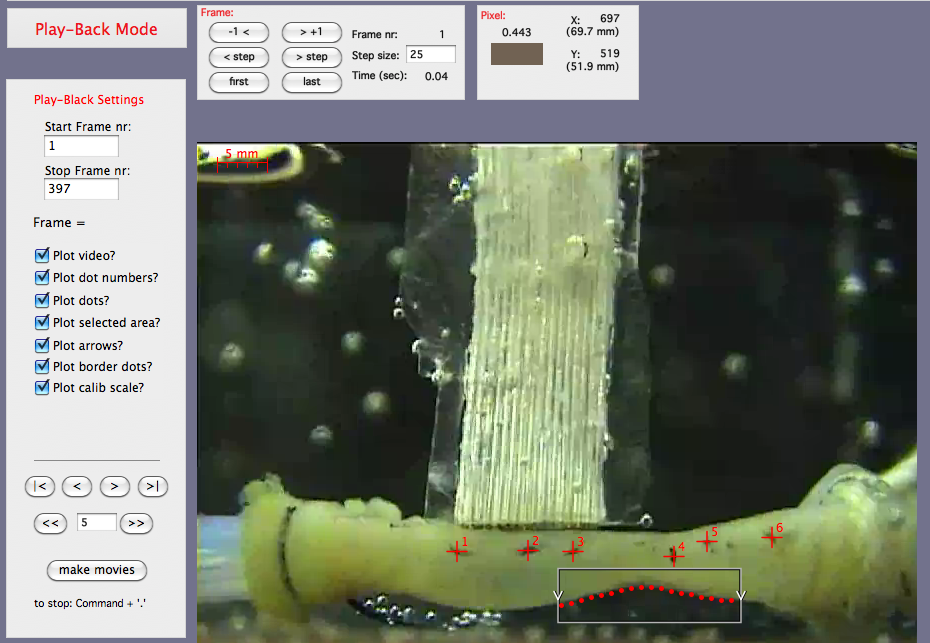 Play-Back Mode
Frame:
-1 <
> +1
Frame nr: 1
< step
> step
Step size: 25
first
last
Time (sec): 0.04
Pixel:
0.443
X: 697
(69.7 mm)
Y: 519
(51.9 mm)
Play-Black Settings
Start Frame nr:
1
Stop Frame nr:
397
Frame =
Plot video?
Plot dot numbers?
Plot dots?
Plot selected area?
Plot arrows?
Plot border dots?
Plot calib scale?
|<
<
>
>|
<<
5
>>
make movies
to stop: Command + '.'
5 mm
1
2
3
4
5
6